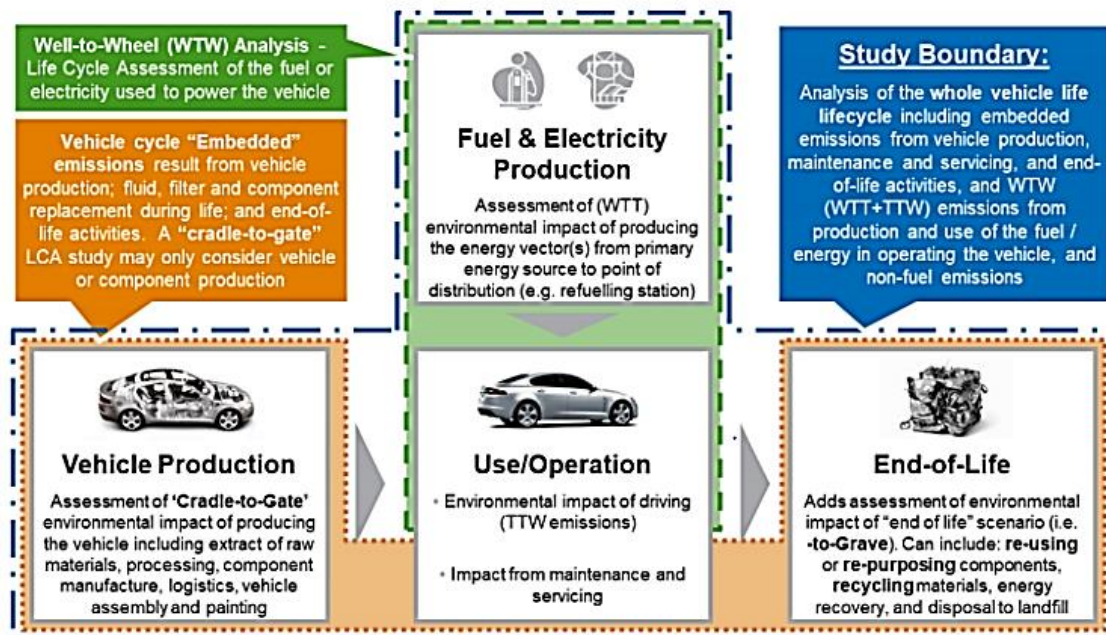 Well-to-Wheel (WTW) Analysis -
Life Cycle Assessment of the fuel or
electricity used to power the vehicle
Vehicle cycle “Embedded”
emissions result from vehicle
production; fluid, filter and component
replacement during life; and end-of-
life activities. A “cradle-to-gate”
LCA study may only consider vehicle
or component production
Fuel & Electricity
Production
Assessment of (WTT)
environmental impact of producing
the energy vector(s) from primary
energy source to point of
distribution (e.g. refuelling station)
Study Boundary:
Analysis of the whole vehicle life
lifecycle including embedded
emissions from vehicle production,
maintenance and servicing, and end-
of-life activities, and WTW
(WTT+TTW) emissions from
production and use of the fuel /
energy in operating the vehicle, and
non-fuel emissions
Vehicle Production
Assessment of ‘Cradle-to-Gate’
environmental impact of producing
the vehicle including extract of raw
materials, processing, component
manufacture, logistics, vehicle
assembly and painting
Use/Operation
• Environmental impact of driving
(TTW emissions)
• Impact from maintenance and
servicing
End-of-Life
Adds assessment of environmental
impact of “end of life” scenario (i.e.
-to-Grave). Can include: re-using
or re-purposing components,
recycling materials, energy
recovery, and disposal to landfill